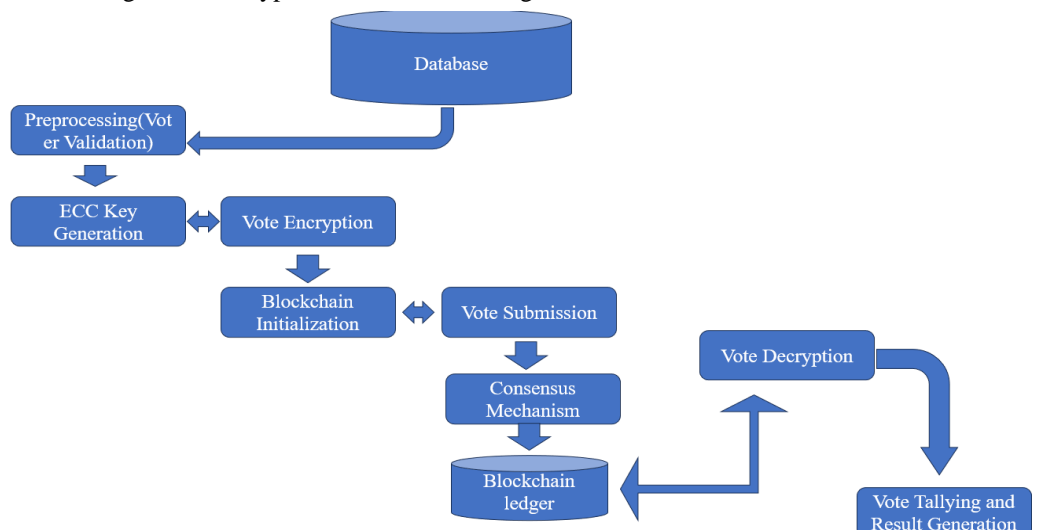 Database
Preprocessing(Vot
er Validation)
ECC Key
Generation
Vote Encryption
Blockchain
Initialization
Vote Submission
Consensus
Mechanism
Blockchain
ledger
Vote Decryption
Vote Tallying and
Result Generation